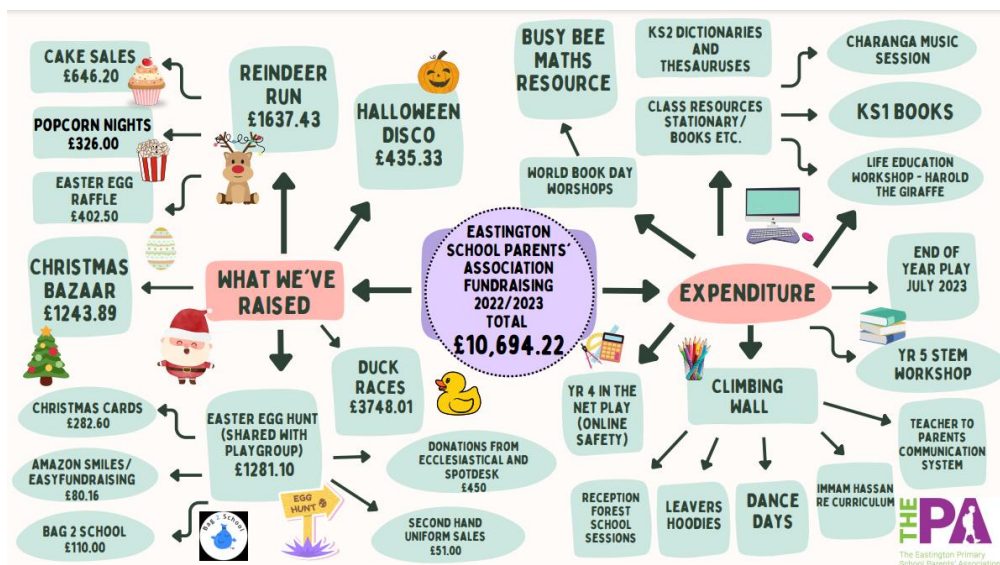 CAKE SALES
£646.20
POPCORN NIGHTS
£326.00
EASTER EGG
RAFFLE
£402.50
REINDEER
RUN
£1637.43
HALLOWEEN
DISCO
£435.33
CHRISTMAS
BAZAAR
£1243.89
WHAT WE'VE
RAISED
CHRISTMAS CARDS
£282.60
AMAZON SMILES/
EASYFUNDRAISING
£80.16
BAG 2 SCHOOL
£110.00
Bag 2 School
EASTER EGG HUNT
(SHARED WITH
PLAYGROUP)
£1281.10
EGG
HUNT
DUCK
RACES
£3748.01
DONATIONS FROM
ECCLESIASTICAL AND
SPOTDESK
£450
SECOND HAND
UNIFORM SALES
£51.00
EASTINGTON
SCHOOL PARENTS'
ASSOCIATION
FUNDRAISING
2022/2023
TOTAL
£10,694.22
BUSY BEE
MATHS
RESOURCE
WORLD BOOK DAY
WORSHOPS
KS2 DICTIONARIES
AND
THESAURUSES
CLASS RESOURCES
STATIONARY/
BOOKS ETC.
CHARANGA MUSIC
SESSION
KS1 BOOKS
LIFE EDUCATION
WORKSHOP - HAROLD
THE GIRAFFE
EXPENDITURE
END OF
YEAR PLAY
JULY 2023
YR 5 STEM
WORKSHOP
YR 4 IN THE
NET PLAY
(ONLINE
SAFETY)
CLIMBING
WALL
RECEPTION
FOREST
SCHOOL
SESSIONS
LEAVERS
HOODIES
DANCE
DAYS
IMMAM HASSAN
RE CURRICULUM
TEACHER TO
PARENTS
COMMUNICATION
SYSTEM
THE PA
The Eastington Primary
School Parents' Association